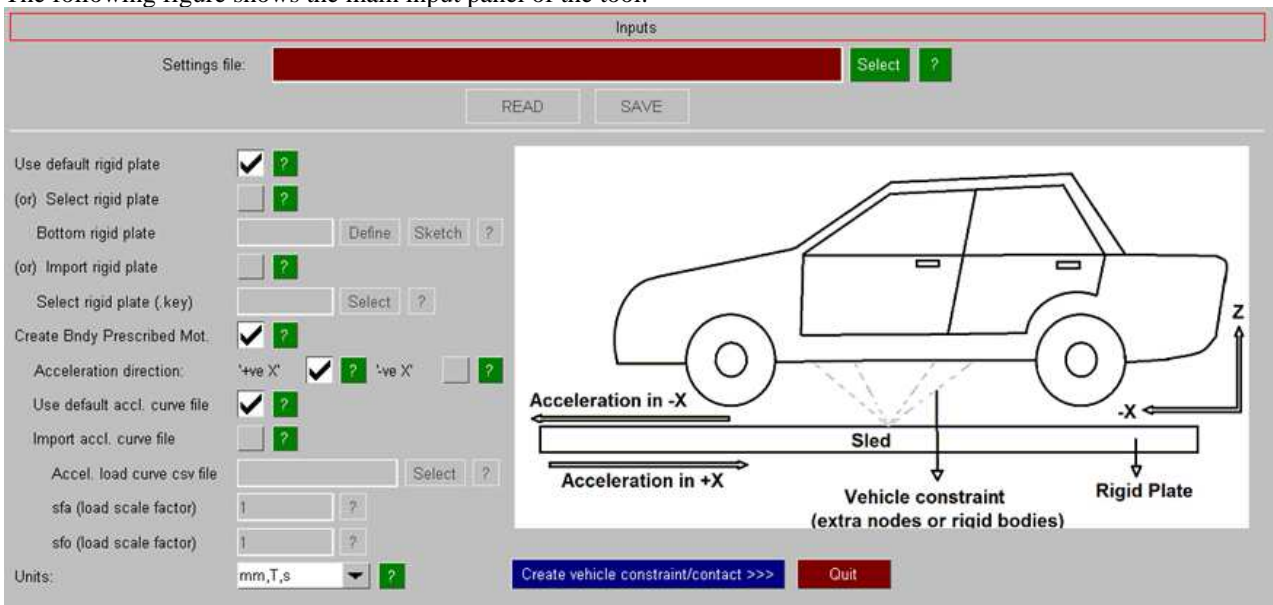 The following figure shows the main input panel of the tool.
Inputs
Settings file: Select ?
READ SAVE
Use default rigid plate ?
(or) Select rigid plate ?
Bottom rigid plate Define Sketch ?
(or) Import rigid plate ?
Select rigid plate (.key) Select ?
Create Bndy Prescribed Mot. ?
Acceleration direction: '+ve X' ? '-ve X' ?
Use default accl. curve file ?
Import accl. curve file ?
Accel. load curve csv file Select ?
sfa (load scale factor) 1 ?
sfo (load scale factor) 1 ?
Units: mm,T,s ?
Z
Acceleration in -X
-X
Sled
Acceleration in +X
Vehicle constraint
(extra nodes or rigid bodies)
Rigid Plate
Create vehicle constraint/contact >>> Quit